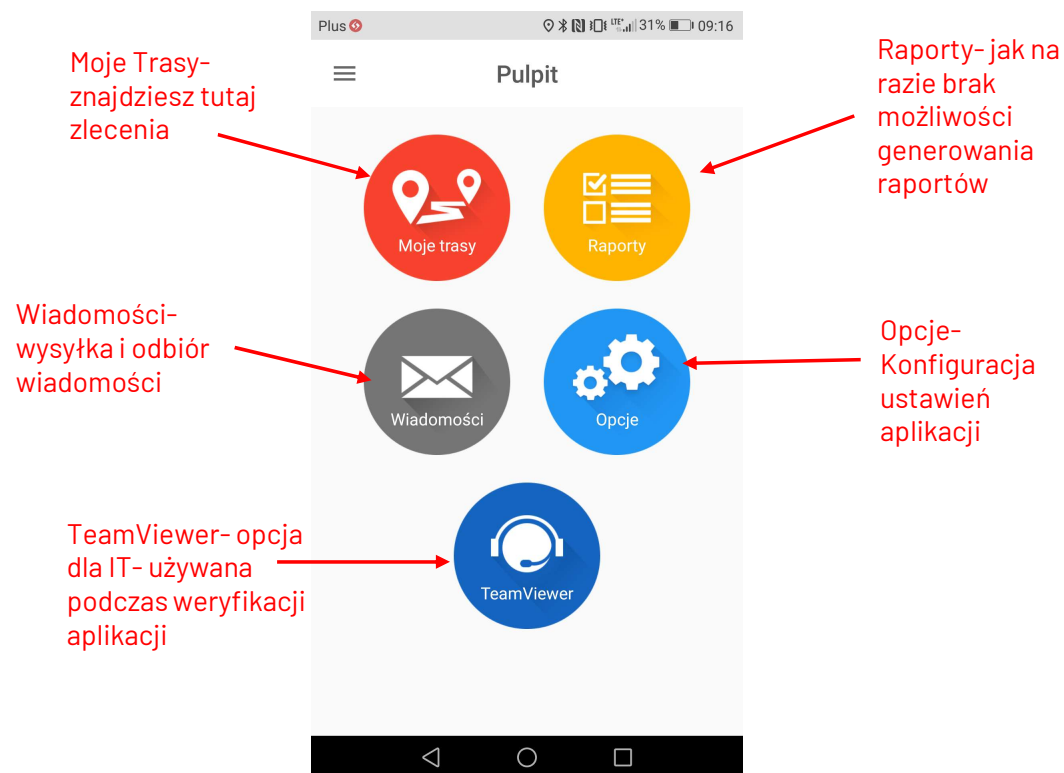 Plus
31%
09:16
Pulpit
Moje Trasy-
znajdziesz tutaj
zlecenia
Raporty- jak na
razie brak
możliwości
generowania
raportów
Moje trasy
Raporty
Wiadomości-
wysyłka i odbiór
wiadomości
Opcje-
Konfiguracja
ustawień
aplikacji
Wiadomości
Opcje
TeamViewer- opcja
dla IT- używana
podczas weryfikacji
aplikacji
TeamViewer